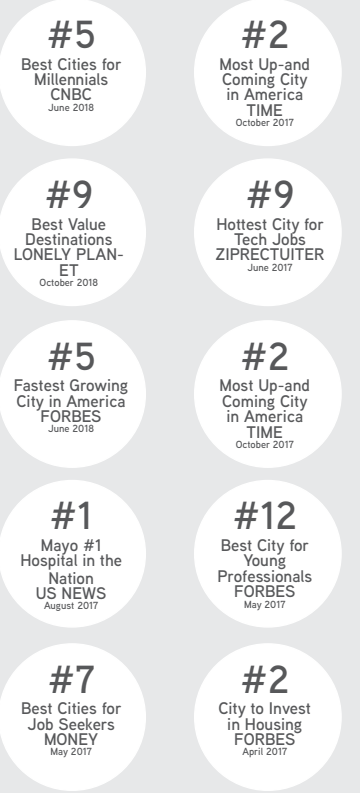 #5
Best Cities for
Millennials
CNBC
June 2018
#2
Most Up-and
Coming City
in America
TIME
October 2017
#9
Best Value
Destinations
LONELY PLAN-
ET
October 2018
#9
Hottest City for
Tech Jobs
ZIPRECTUITER
June 2017
#5
Fastest Growing
City in America
FORBES
June 2018
#2
Most Up-and
Coming City
in America
TIME
October 2017
#1
Mayo #1
Hospital in the
Nation
US NEWS
August 2017
#12
Best City for
Young
Professionals
FORBES
May 2017
#7
Best Cities for
Job Seekers
MONEY
May 2017
#2
City to Invest
in Housing
FORBES
April 2017